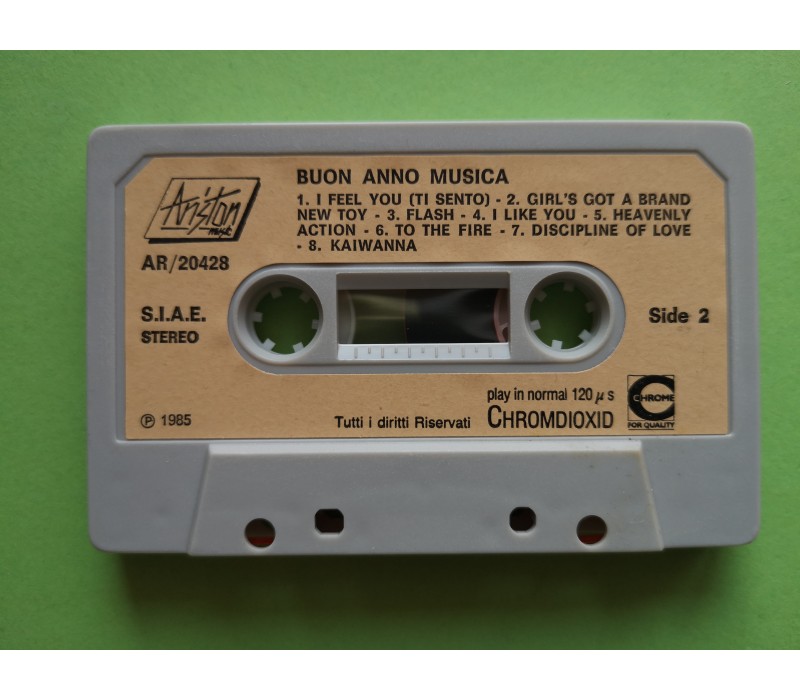 Ariston
music
BUON ANNO MUSICA
1. I FEEL YOU (TI SENTO) - 2. GIRL'S GOT A BRAND
NEW TOY - 3. FLASH - 4. I LIKE YOU - 5. HEAVENLY
ACTION - 6. TO THE FIRE - 7. DISCIPLINE OF LOVE
- 8. KAIWANNA
AR/20428
S.I.A.E.
STEREO
Side 2
℗ 1985
Tutti i diritti Riservati
play in normal 120 µ s
CHROMDIOXID
CHROME
FOR QUALITY